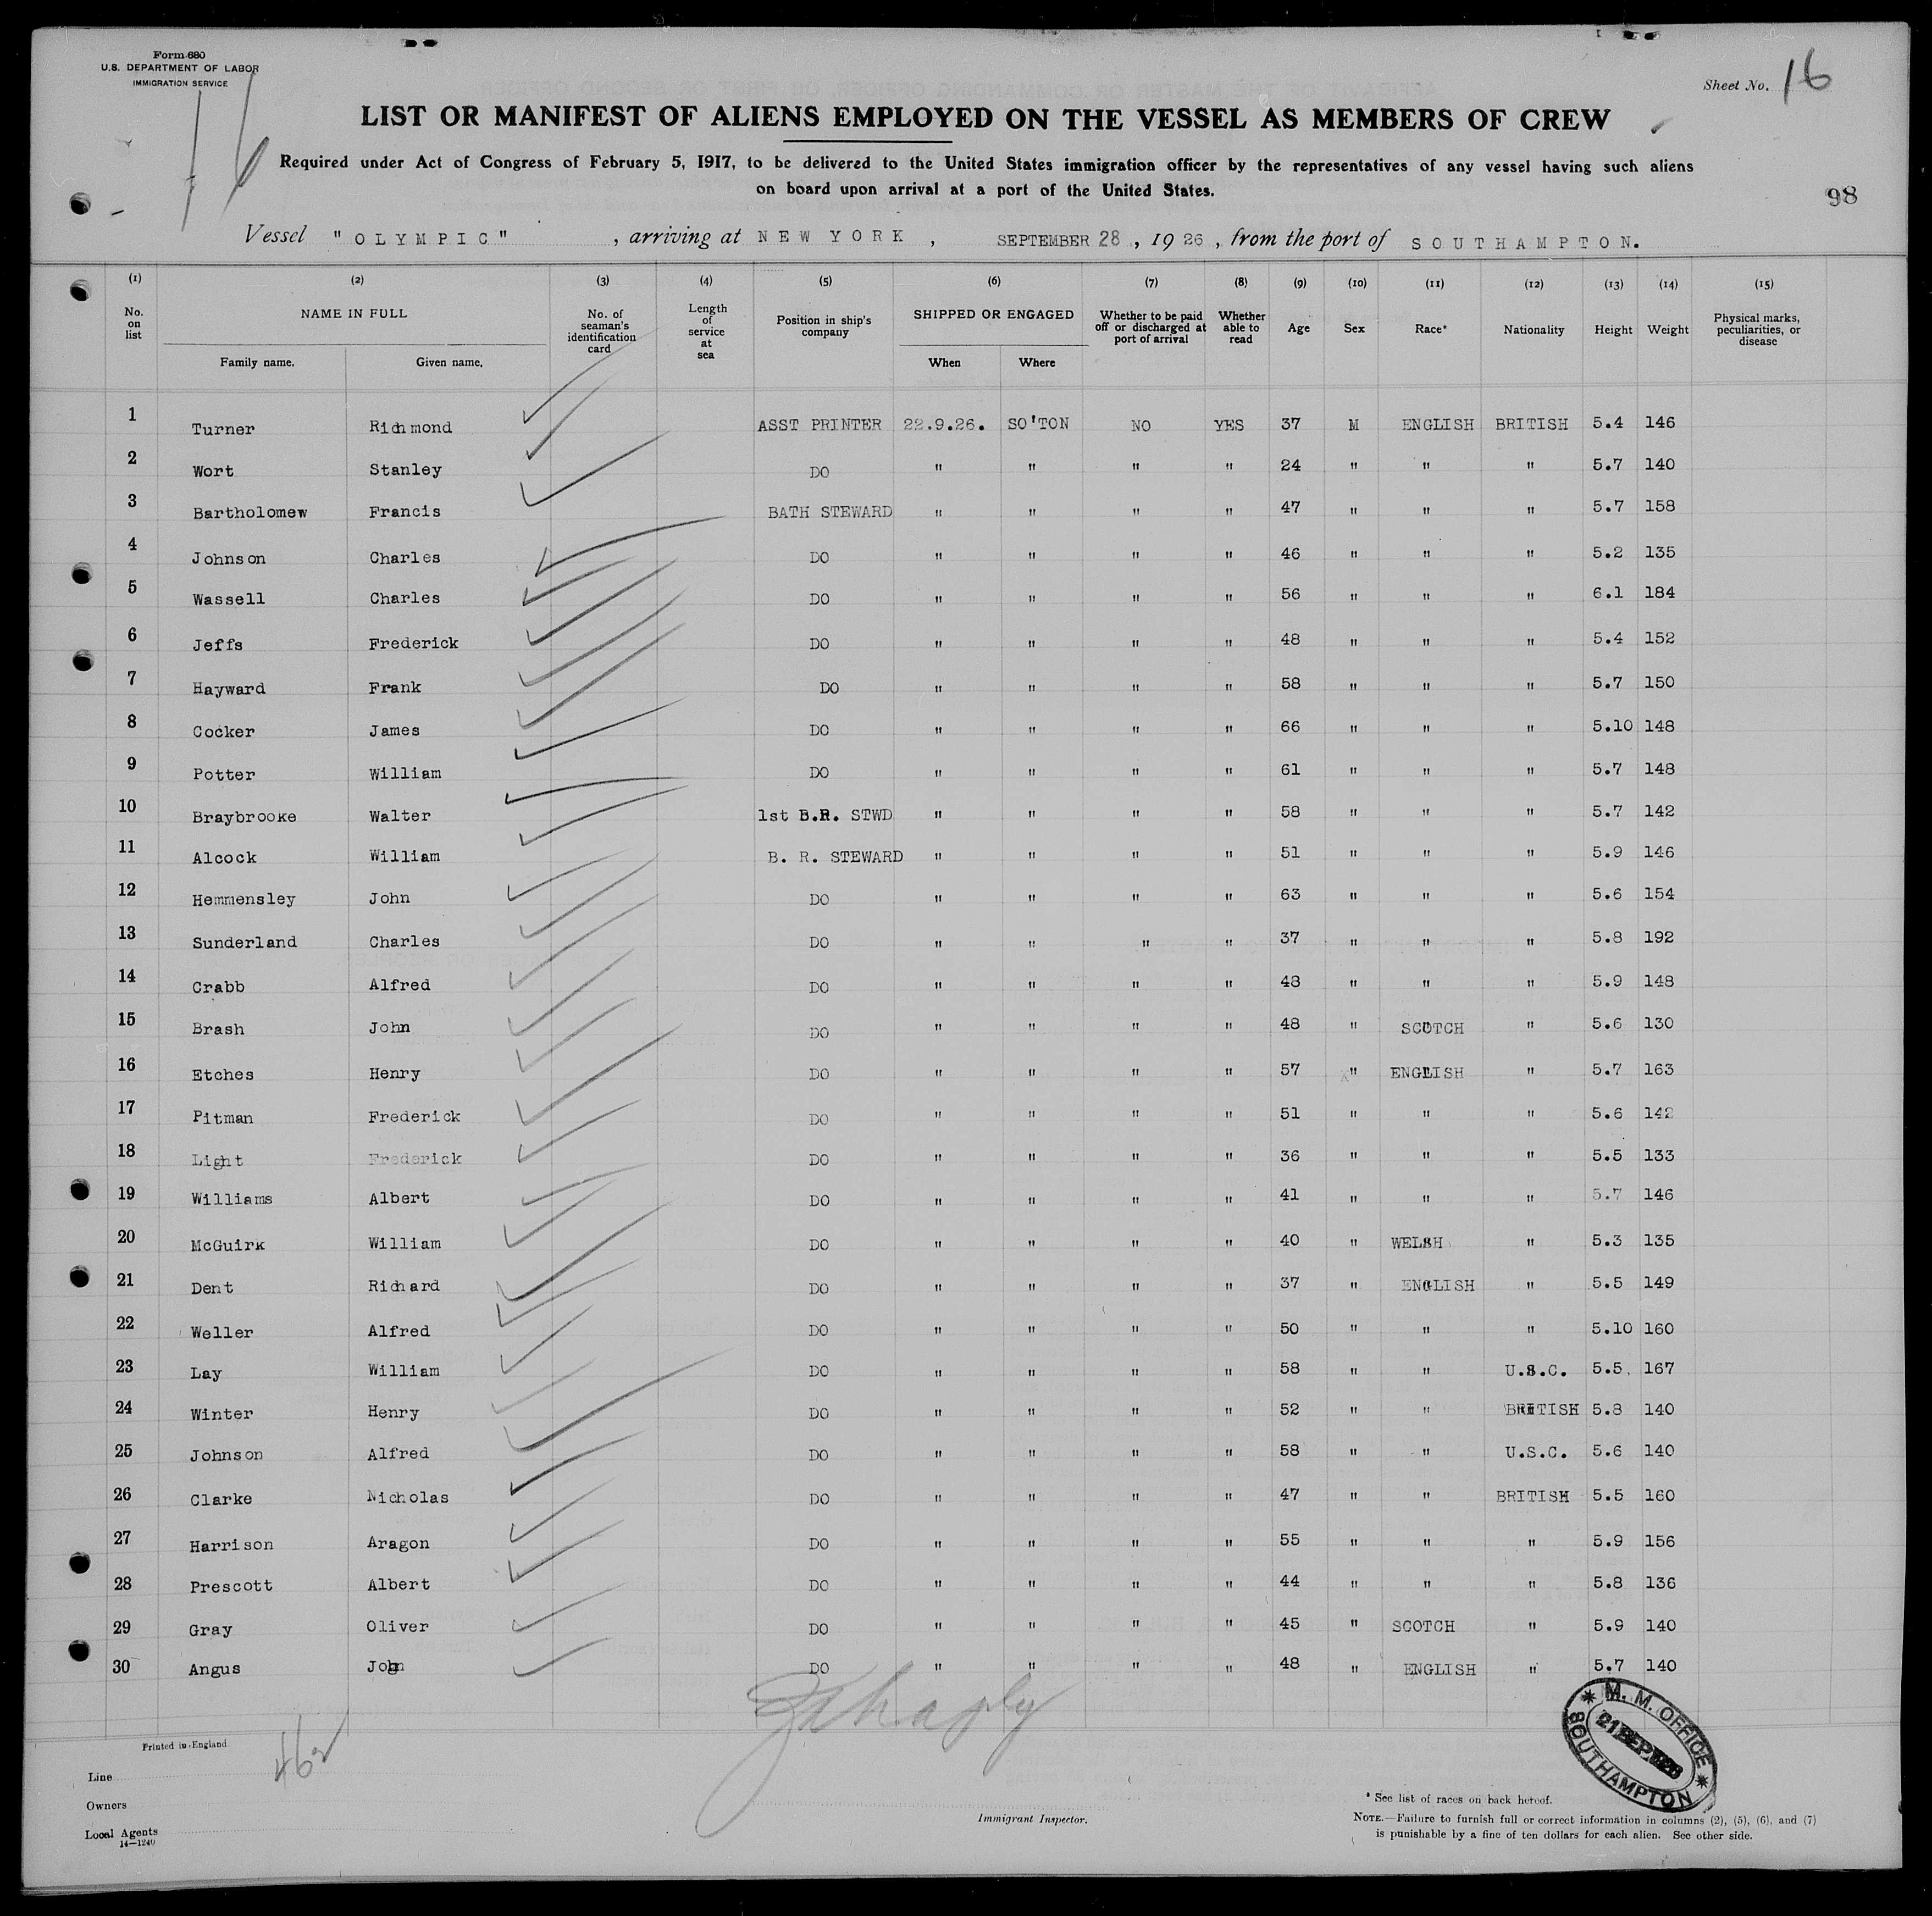 Form 680
U.S. DEPARTMENT OF LABOR
IMMIGRATION SERVICE
Sheet No. 16
16
LIST OR MANIFEST OF ALIENS EMPLOYED ON THE VESSEL AS MEMBERS OF CREW
Required under Act of Congress of February 5, 1917, to be delivered to the United States immigration officer by the representatives of any vessel having such aliens
on board upon arrival at a port of the United States.
98
Vessel "OLYMPIC", arriving at NEW YORK, SEPTEMBER 28, 1926, from the port of SOUTHAMPTON.
(1) (2) (3) (4) (5) (6) (7) (8) (9) (10) (11) (12) (13) (14) (15)
No. on list NAME IN FULL No. of seaman's identification card Length of service at sea Position in ship's company SHIPPED OR ENGAGED Whether to be paid off or discharged at port of arrival Whether able to read Age Sex Race* Nationality Height Weight Physical marks, peculiarities, or disease
Family name. Given name. When Where
1 Turner Richmond ASST PRINTER 22.9.26. SO'TON NO YES 37 M ENGLISH BRITISH 5.4 146
2 Wort Stanley DO " " " " 24 " " " 5.7 140
3 Bartholomew Francis BATH STEWARD " " " " 47 " " " 5.7 158
4 Johnson Charles DO " " " " 46 " " " 5.2 135
5 Wassell Charles DO " " " " 56 " " " 6.1 184
6 Jeffs Frederick DO " " " " 48 " " " 5.4 152
7 Hayward Frank DO " " " " 58 " " " 5.7 150
8 Cocker James DO " " " " 66 " " " 5.10 148
9 Potter William DO " " " " 61 " " " 5.7 148
10 Braybrooke Walter 1st B.R. STWD " " " " 58 " " " 5.7 142
11 Alcock William B. R. STEWARD " " " " 51 " " " 5.9 146
12 Hemmensley John DO " " " " 63 " " " 5.6 154
13 Sunderland Charles DO " " " " 37 " " " 5.8 192
14 Crabb Alfred DO " " " " 48 " " " 5.9 148
15 Brash John DO " " " " 48 " SCOTCH " 5.6 130
16 Etches Henry DO " " " " 57 " ENGLISH " 5.7 163
17 Pitman Frederick DO " " " " 51 " " " 5.6 142
18 Light Frederick DO " " " " 36 " " " 5.5 133
19 Williams Albert DO " " " " 41 " " " 5.7 146
20 McGuirk William DO " " " " 40 " WELSH " 5.3 135
21 Dent Richard DO " " " " 37 " ENGLISH " 5.5 149
22 Weller Alfred DO " " " " 50 " " " 5.10 160
23 Lay William DO " " " " 58 " " U.S.C. 5.5. 167
24 Winter Henry DO " " " " 52 " " BRITISH 5.8 140
25 Johnson Alfred DO " " " " 58 " " U.S.C. 5.6 140
26 Clarke Nicholas DO " " " " 47 " " BRITISH 5.5 160
27 Harrison Aragon DO " " " " 55 " " " 5.9 156
28 Prescott Albert DO " " " " 44 " " " 5.8 136
29 Gray Oliver DO " " " " 45 " SCOTCH " 5.9 140
30 Angus John DO " " " " 48 " ENGLISH " 5.7 140
M. M. OFFICE
21 SEP 1926
SOUTHAMPTON
Printed in England
Line
Owners
Local Agents
14—1240
Immigrant Inspector.
* See list of races on back hereof.
NOTE.—Failure to furnish full or correct information in columns (2), (5), (6), and (7)
is punishable by a fine of ten dollars for each alien. See other side.